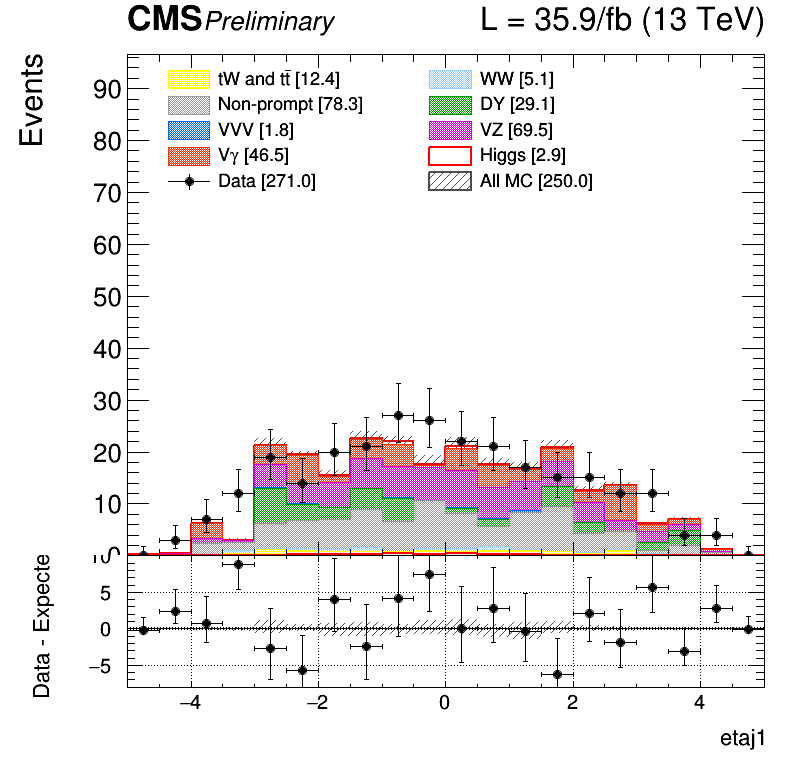 CMS Preliminary L = 35.9/fb (13 TeV)
Events
tW and tt̄ [12.4] WW [5.1]
Non-prompt [78.3] DY [29.1]
VVV [1.8] VZ [69.5]
Vγ [46.5] Higgs [2.9]
Data [271.0] All MC [250.0]
90
80
70
60
50
40
30
20
10
Data - Expecte
5
0
−5
−4 −2 0 2 4
etaj1